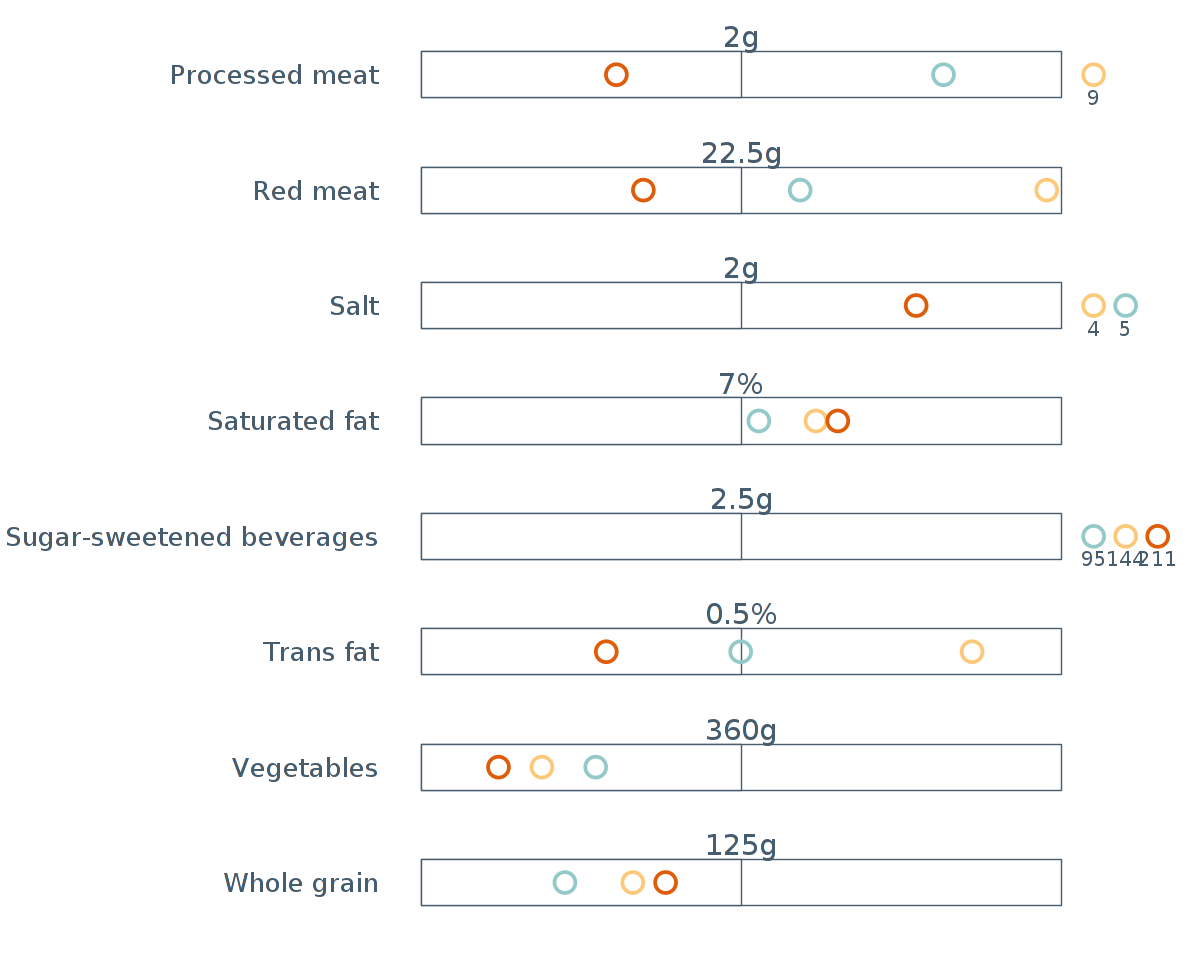 2g
Processed meat
9
22.5g
Red meat
2g
Salt
4 5
7%
Saturated fat
2.5g
Sugar-sweetened beverages
95 144 211
0.5%
Trans fat
360g
Vegetables
125g
Whole grain